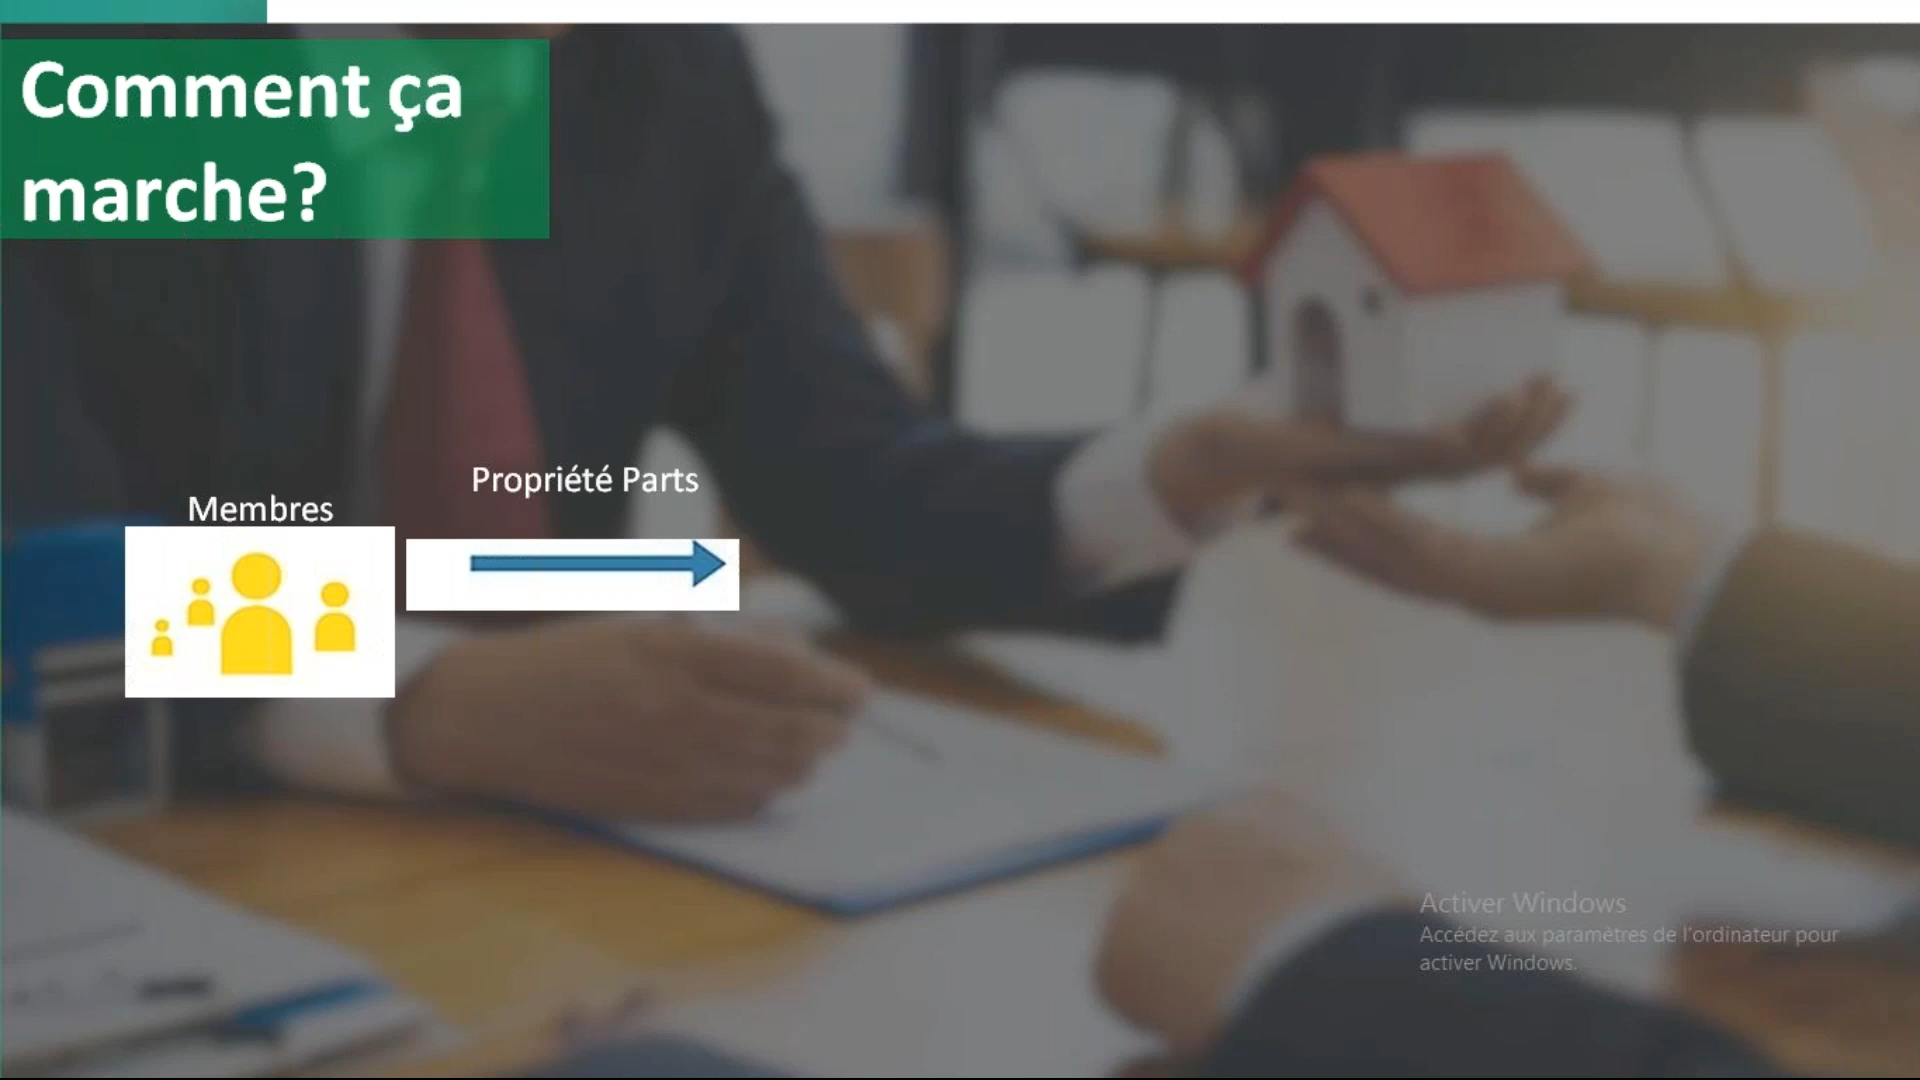 Comment ça
marche?
Propriété Parts
Membres
Activer Windows
Accédez aux paramètres de l'ordinateur pour
activer Windows.